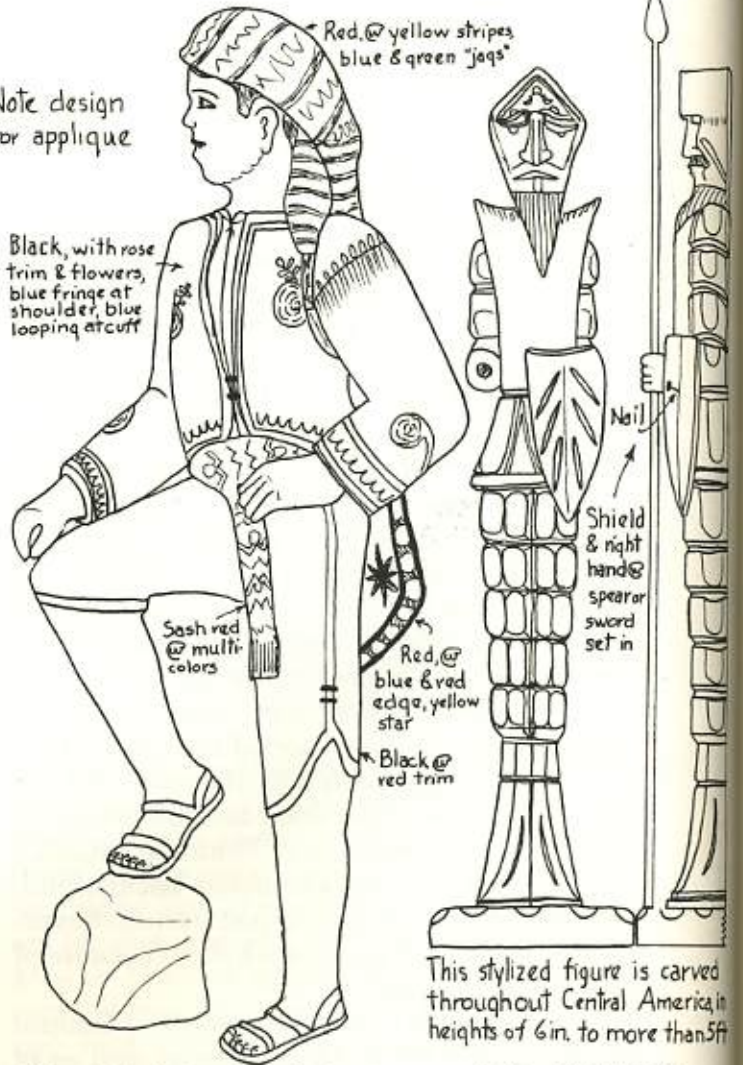 Red, @ yellow stripes,
blue & green "jags"
Note design
or applique
Black, with rose
trim & flowers,
blue fringe at
shoulder, blue
looping at cuff
Nail
Shield
& right
hand @
spear or
sword
set in
Sash red
@ multi-
colors
Red, @
blue & red
edge, yellow
star
Black @
red trim
This stylized figure is carved
throughout Central America, in
heights of 6 in. to more than 5ft